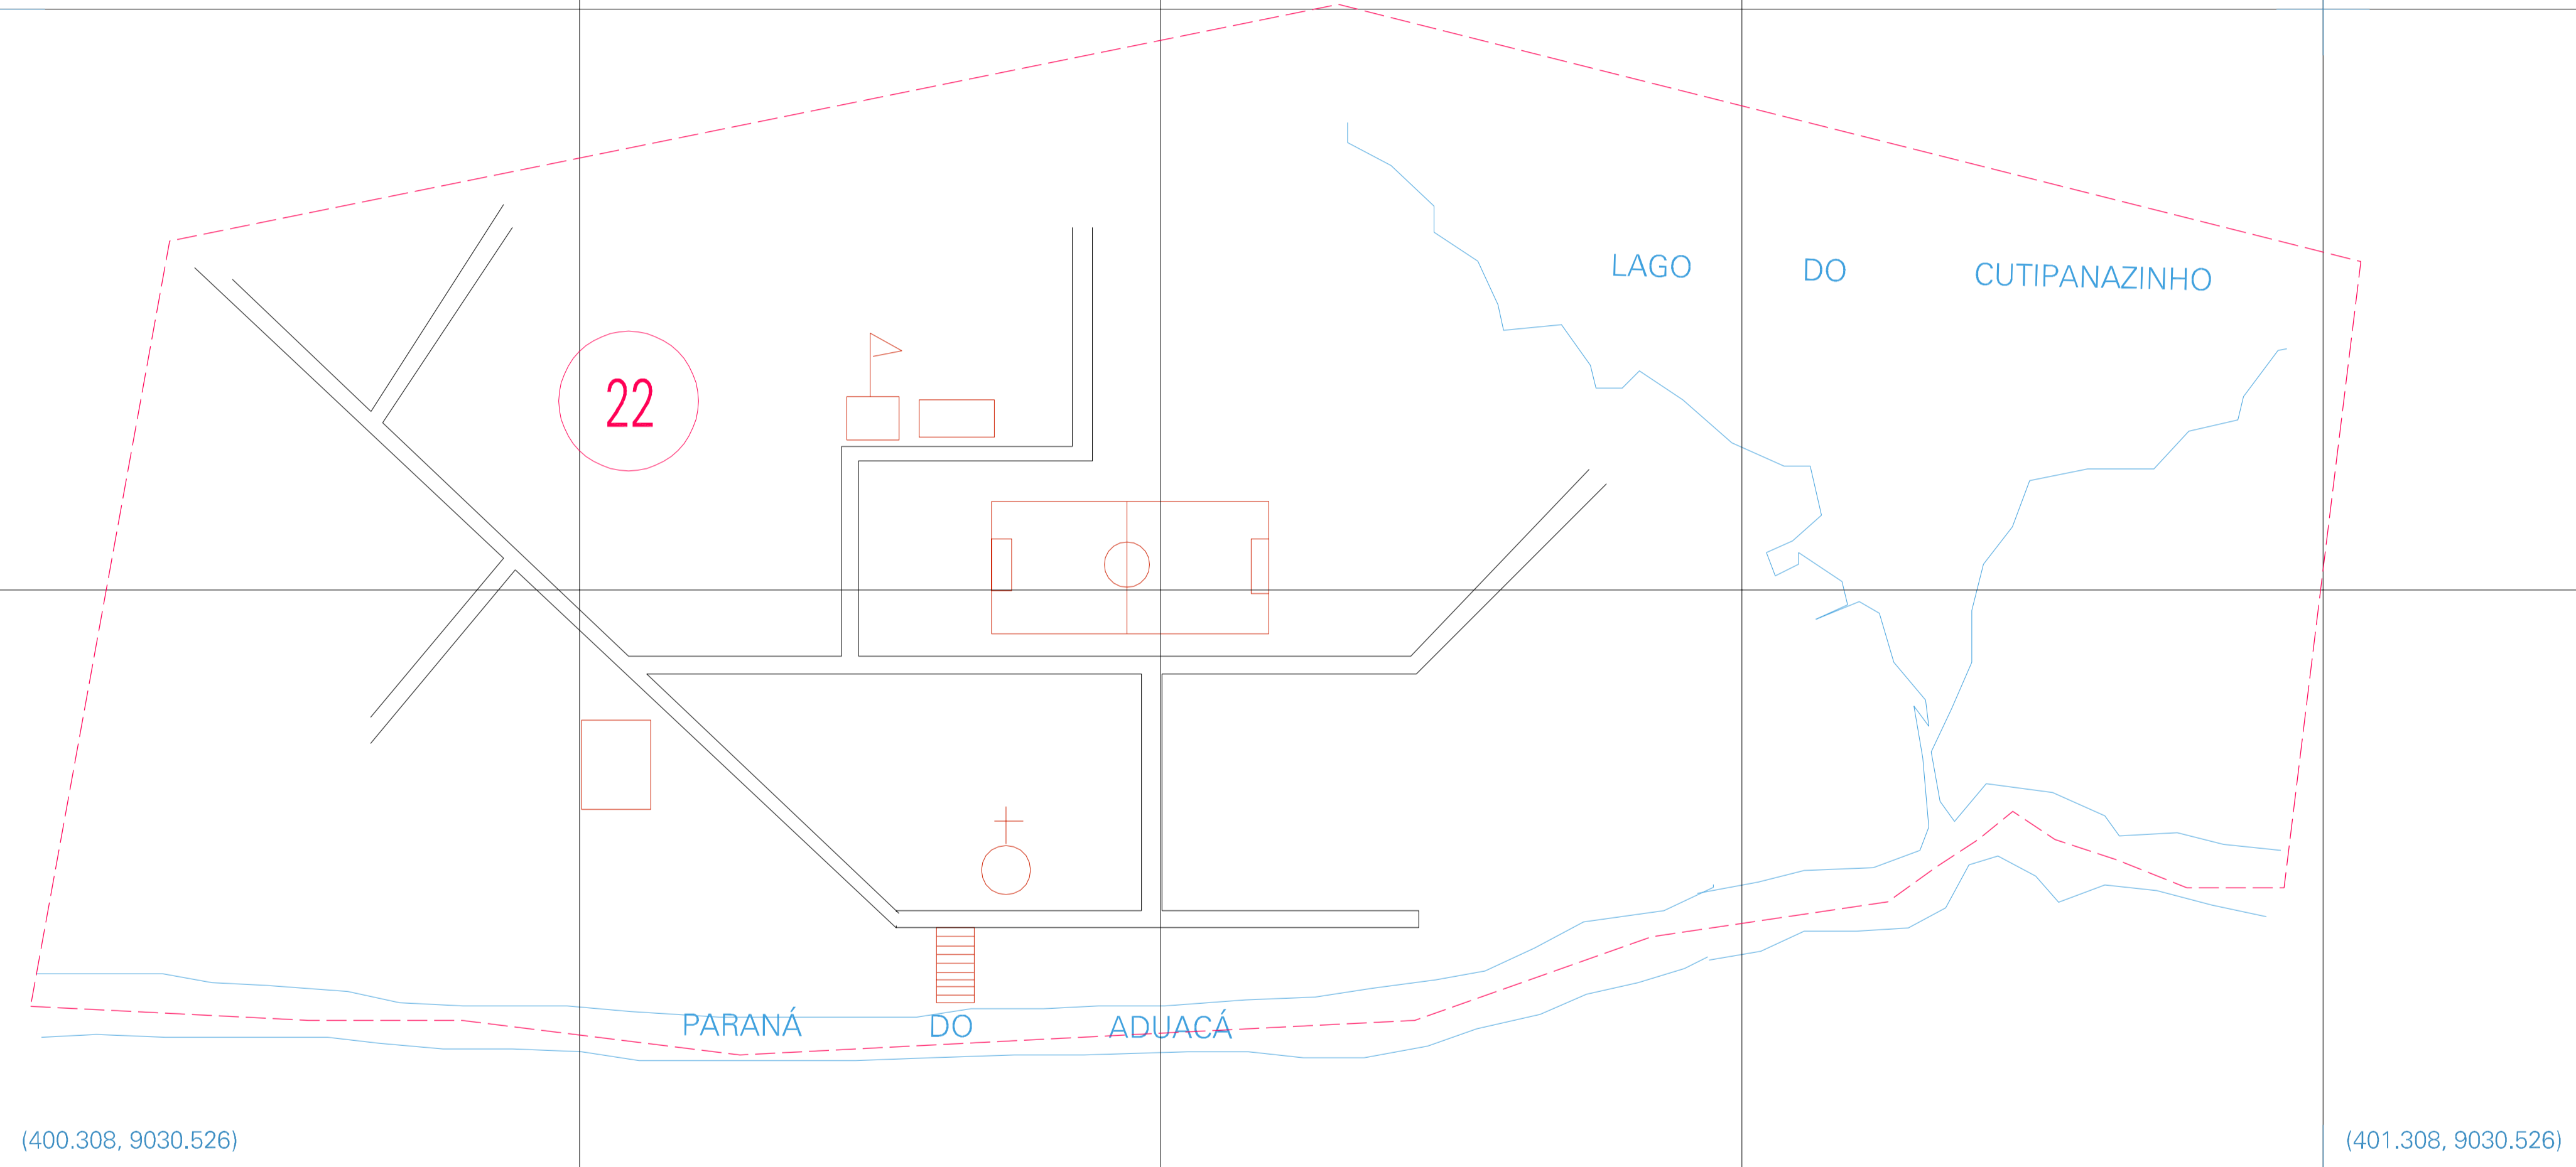 LAGO DO CUTIPANAZINHO
22
PARANÁ DO ADUACÁ
(400.308, 9030.526)
(401.308, 9030.526)